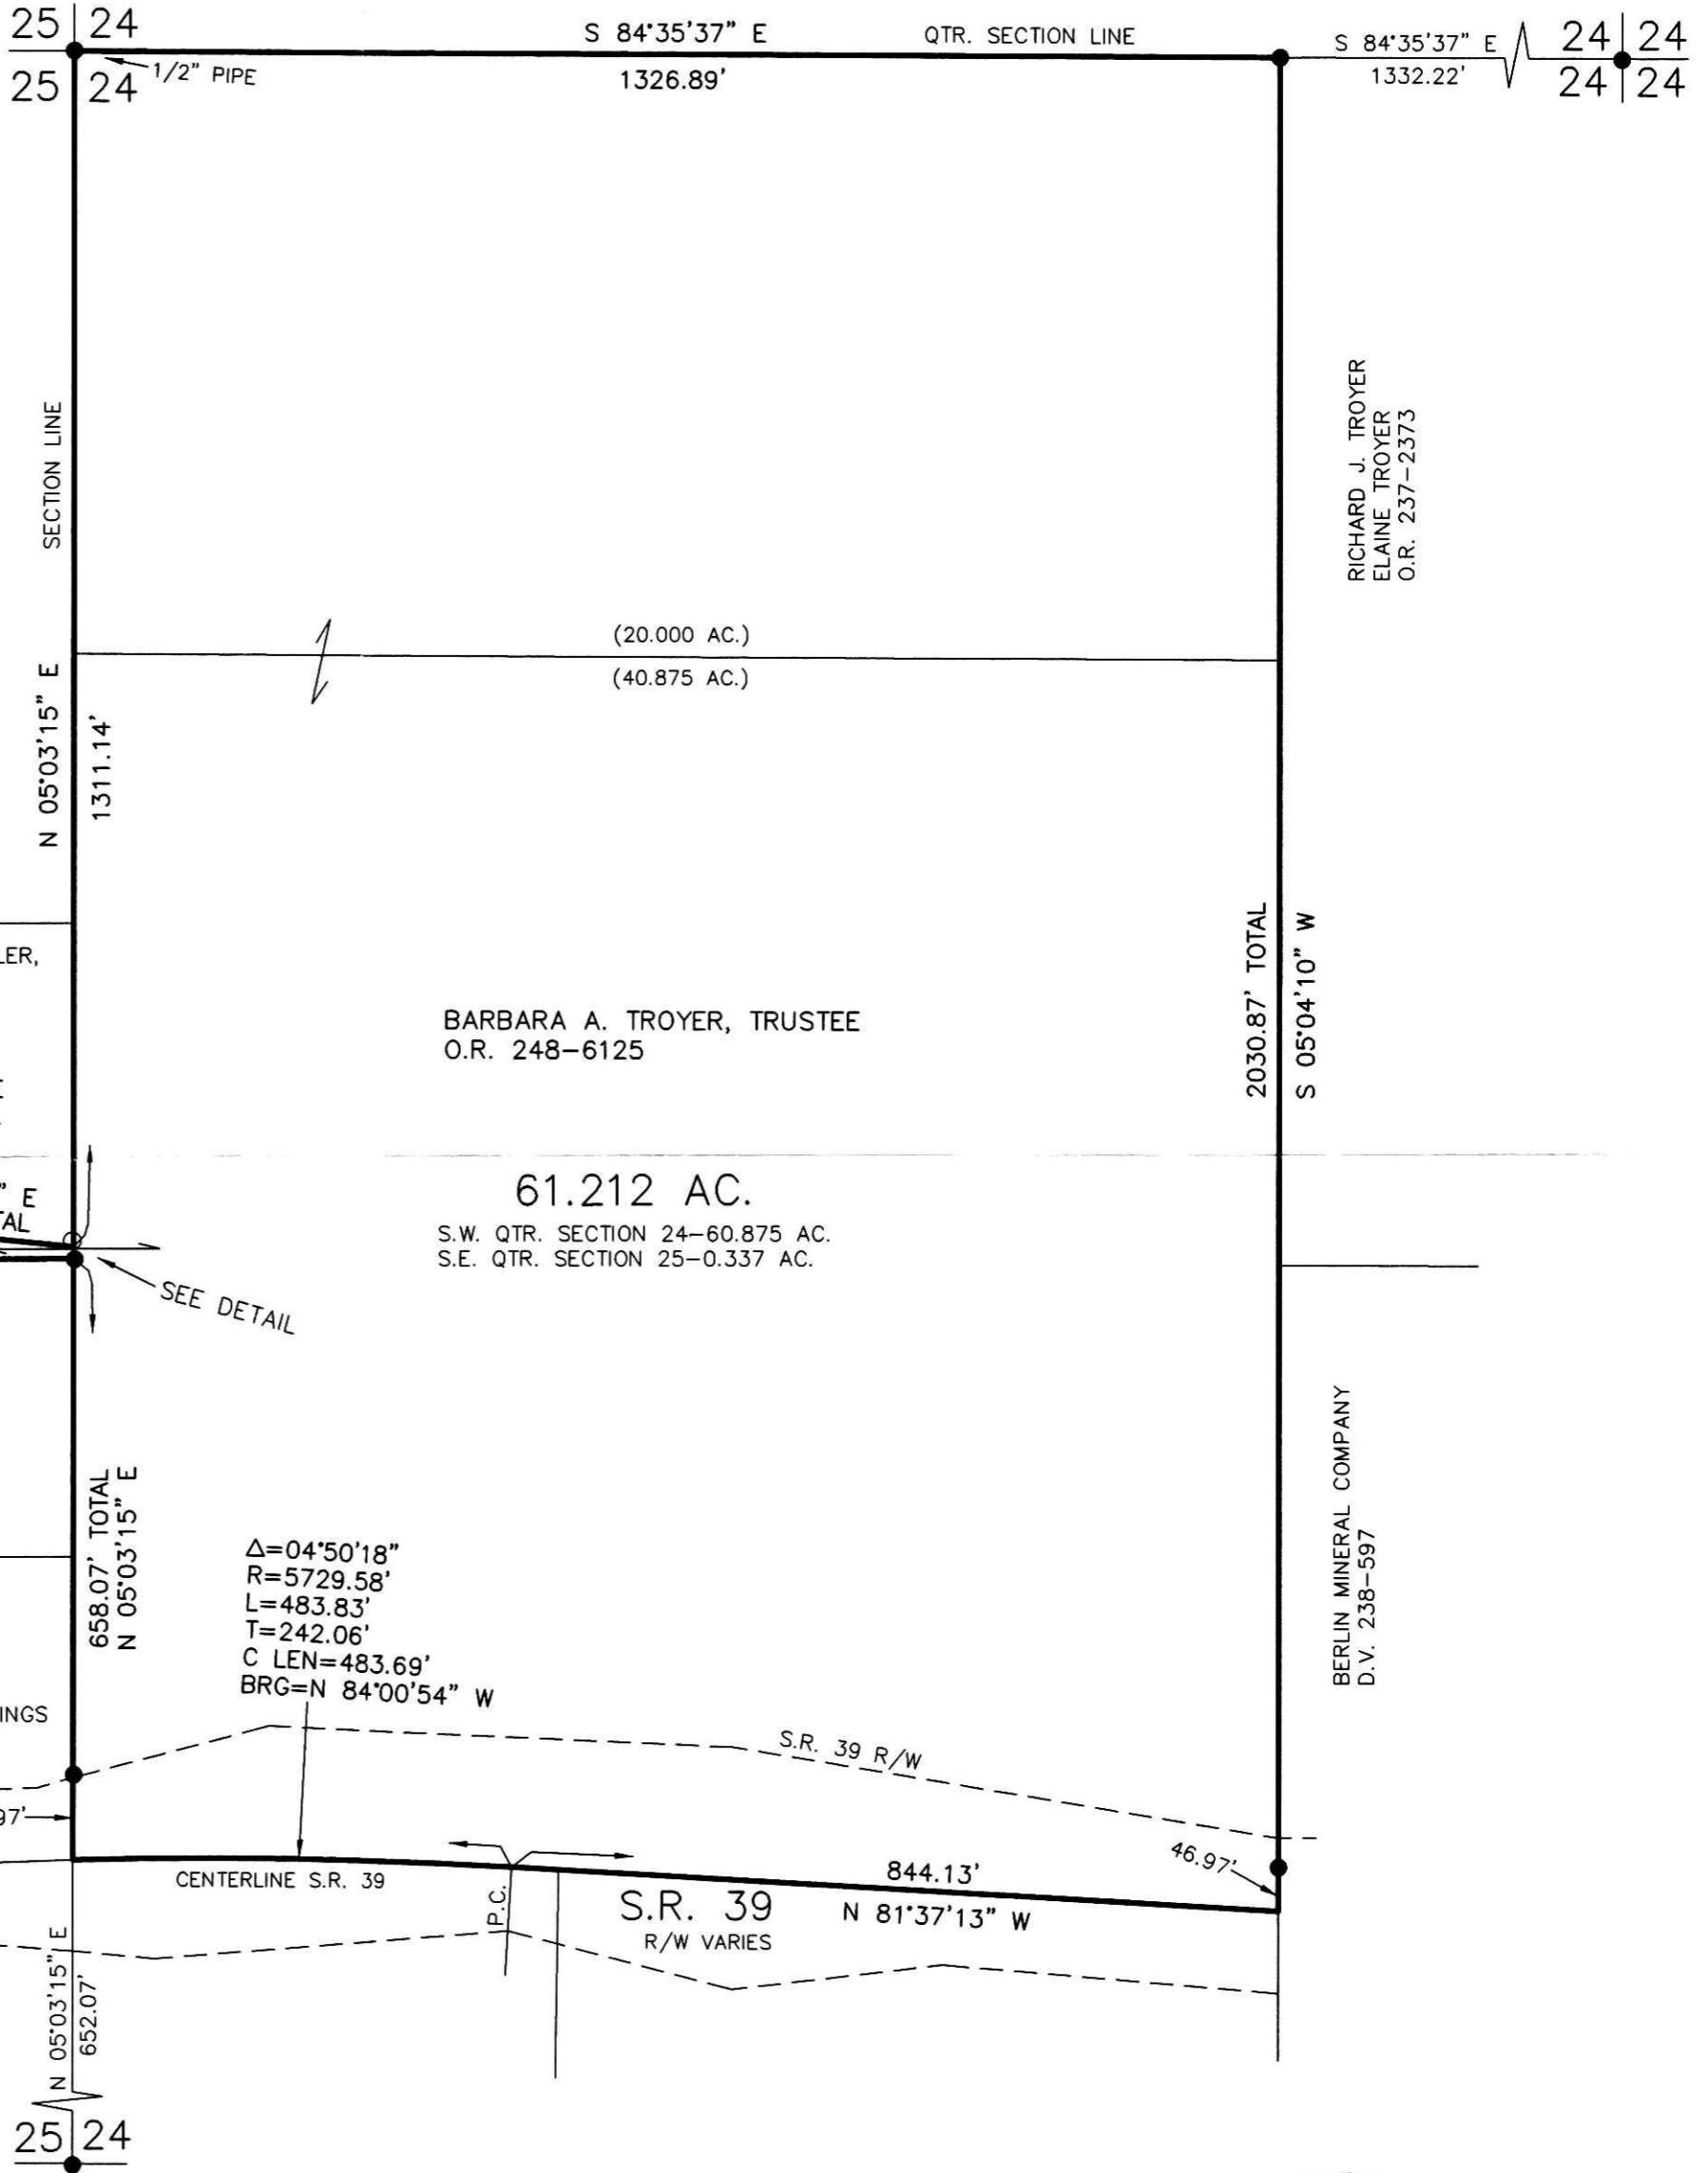 25 24
25 24
1/2" PIPE
S 84°35'37" E
QTR. SECTION LINE
1326.89'
S 84°35'37" E
1332.22'
24 24
24 24
SECTION LINE
N 05°03'15" E
1311.14'
RICHARD J. TROYER
ELAINE TROYER
O.R. 237-2373
(20.000 AC.)
(40.875 AC.)
LER,
BARBARA A. TROYER, TRUSTEE
O.R. 248-6125
2030.87' TOTAL
S 05°04'10" W
61.212 AC.
S.W. QTR. SECTION 24-60.875 AC.
S.E. QTR. SECTION 25-0.337 AC.
" E
TAL
SEE DETAIL
658.07' TOTAL
N 05°03'15" E
Δ=04°50'18"
R=5729.58'
L=483.83'
T=242.06'
C LEN=483.69'
BRG=N 84°00'54" W
BERLIN MINERAL COMPANY
D.V. 238-597
INGS
S.R. 39 R/W
97'
CENTERLINE S.R. 39
P.C.
844.13'
46.97'
S.R. 39
N 81°37'13" W
R/W VARIES
N 05°03'15" E
652.07'
25 24